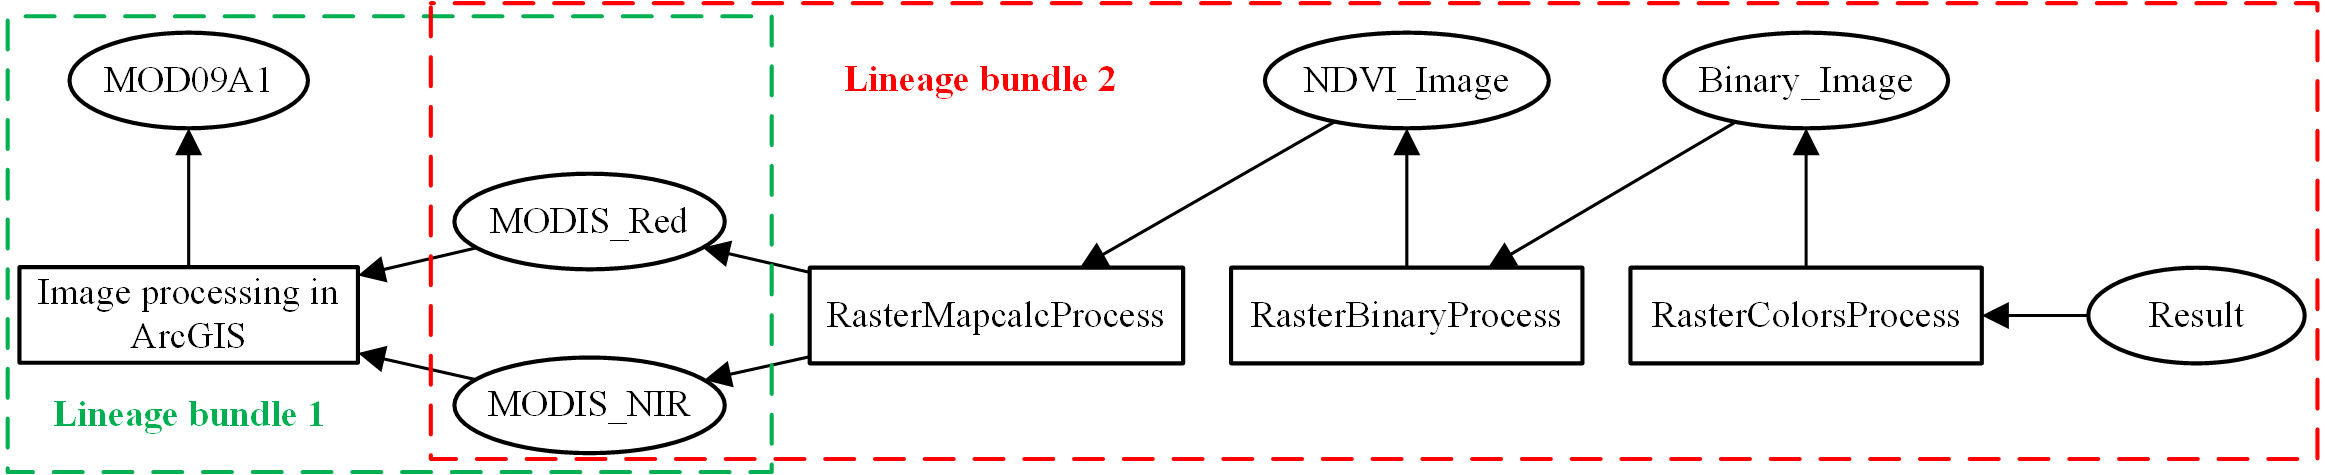 MOD09A1
Lineage bundle 2
NDVI_Image
Binary_Image
MODIS_Red
Image processing in
ArcGIS
RasterMapcalcProcess
RasterBinaryProcess
RasterColorsProcess
Result
MODIS_NIR
Lineage bundle 1